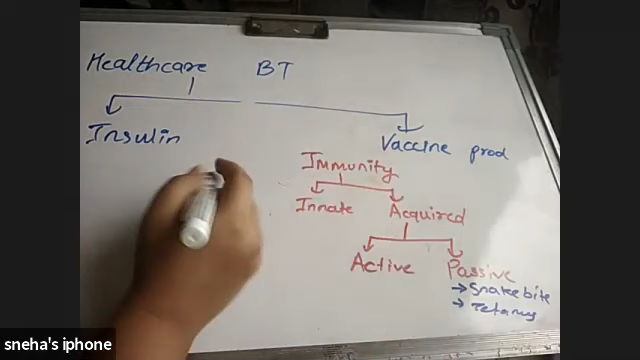 Healthcare BT
Insulin
Vaccine prod
Immunity
Innate Acquired
Active Passive
→ Snake bite
→ Tetanus
sneha's iphone